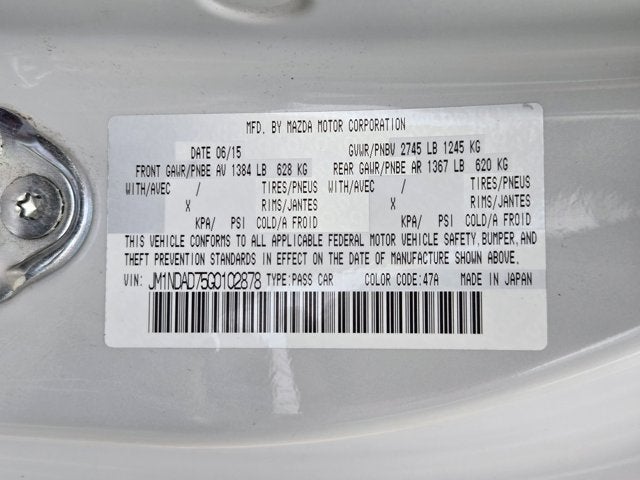 MFD. BY MAZDA MOTOR CORPORATION
DATE 06/15 GVWR/PNBV 2745 LB 1245 KG
FRONT GAWR/PNBE AV 1384 LB 628 KG REAR GAWR/PNBE AR 1367 LB 620 KG
WITH/AVEC / TIRES/PNEUS WITH/AVEC / TIRES/PNEUS
X RIMS/JANTES X RIMS/JANTES
KPA/ PSI COLD/A FROID KPA/ PSI COLD/A FROID
THIS VEHICLE CONFORMS TO ALL APPLICABLE FEDERAL MOTOR VEHICLE SAFETY, BUMPER, AND
THEFT PREVENTION STANDARDS IN EFFECT ON THE DATE OF MANUFACTURE SHOWN ABOVE.
VIN: JM1NDAD75G0102878 TYPE: PASS CAR COLOR CODE: 47A MADE IN JAPAN